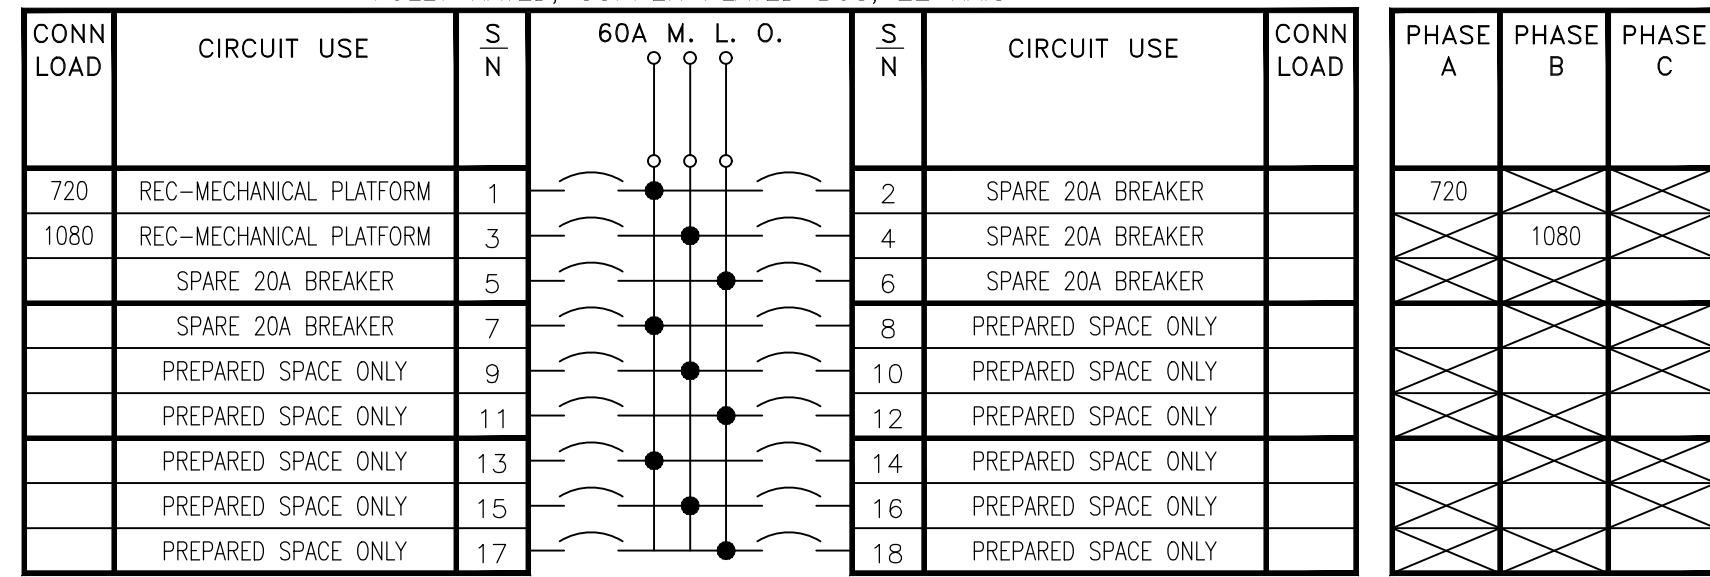 CONN LOAD CIRCUIT USE S/N 60A M. L. O. S/N CIRCUIT USE CONN LOAD PHASE A PHASE B PHASE C
720 REC-MECHANICAL PLATFORM 1 2 SPARE 20A BREAKER 720
1080 REC-MECHANICAL PLATFORM 3 4 SPARE 20A BREAKER 1080
SPARE 20A BREAKER 5 6 SPARE 20A BREAKER
SPARE 20A BREAKER 7 8 PREPARED SPACE ONLY
PREPARED SPACE ONLY 9 10 PREPARED SPACE ONLY
PREPARED SPACE ONLY 11 12 PREPARED SPACE ONLY
PREPARED SPACE ONLY 13 14 PREPARED SPACE ONLY
PREPARED SPACE ONLY 15 16 PREPARED SPACE ONLY
PREPARED SPACE ONLY 17 18 PREPARED SPACE ONLY